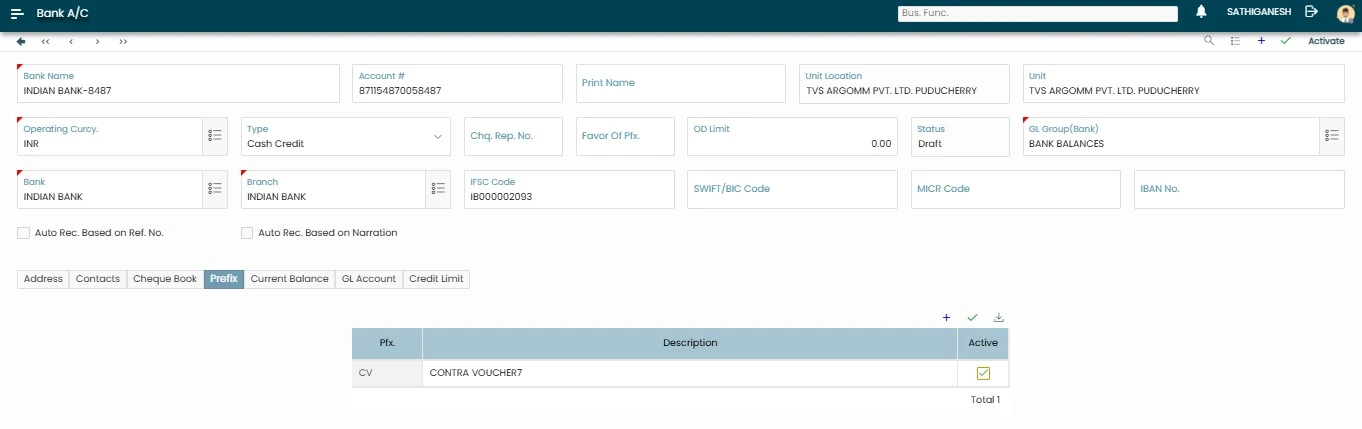 Bank A/C
Bus. Func.
SATHIGANESH
Activate
Bank Name
INDIAN BANK-8487
Account #
871154870058487
Print Name
Unit Location
TVS ARGOMM PVT. LTD. PUDUCHERRY
Unit
TVS ARGOMM PVT. LTD. PUDUCHERRY
Operating Curcy.
INR
Type
Cash Credit
Chq. Rep. No.
Favor Of Pfx.
OD Limit
0.00
Status
Draft
GL Group(Bank)
BANK BALANCES
Bank
INDIAN BANK
Branch
INDIAN BANK
IFSC Code
IB000002093
SWIFT/BIC Code
MICR Code
IBAN No.
Auto Rec. Based on Ref. No.
Auto Rec. Based on Narration
Address Contacts Cheque Book Prefix Current Balance GL Account Credit Limit
Pfx. Description Active
CV CONTRA VOUCHER7
Total 1